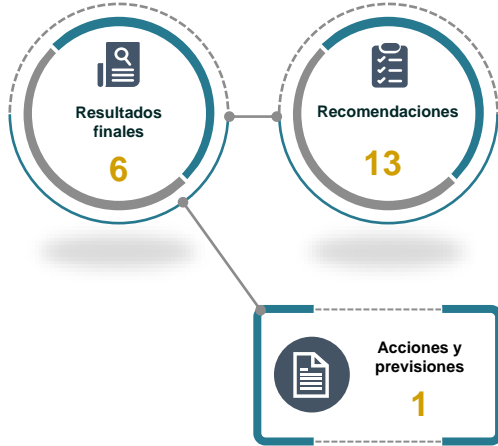 Resultados
finales
6
Recomendaciones
13
Acciones y
previsiones
1